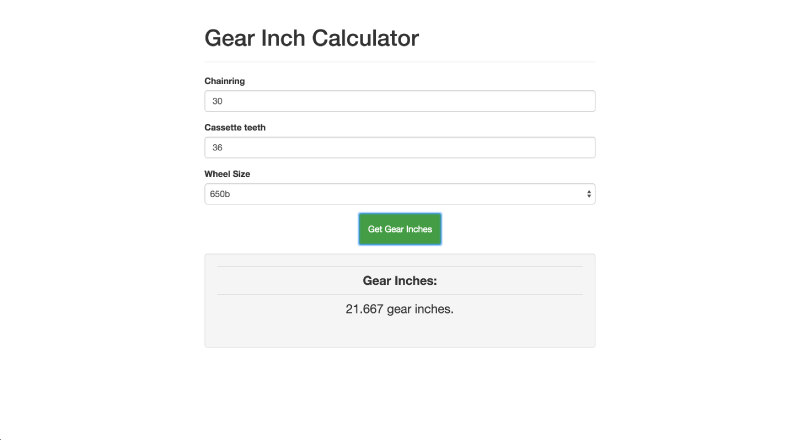 Gear Inch Calculator
Chainring
30
Cassette teeth
36
Wheel Size
650b
Get Gear Inches
Gear Inches:
21.667 gear inches.